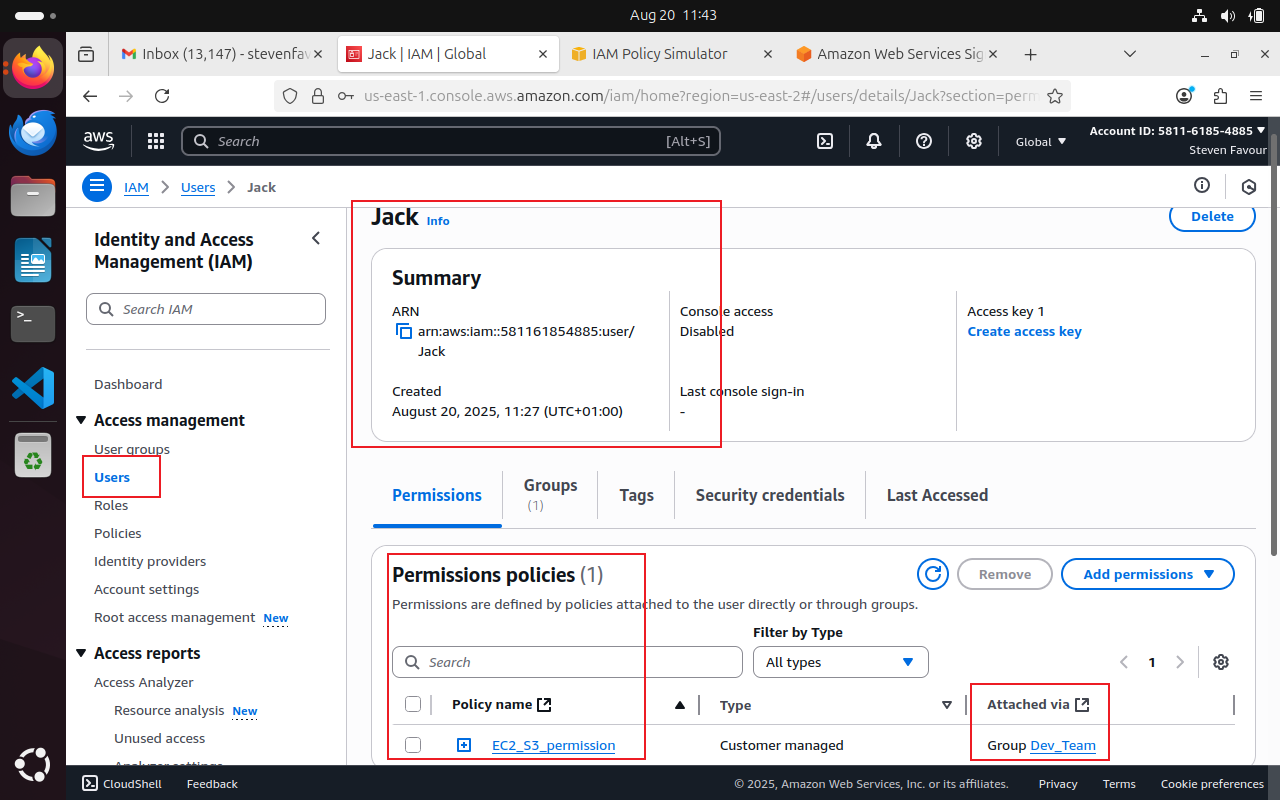 Aug 20 11:43
Inbox (13,147) - stevenfav
Jack | IAM | Global
IAM Policy Simulator
Amazon Web Services Sig
us-east-1.console.aws.amazon.com/iam/home?region=us-east-2#/users/details/Jack?section=perm
aws
Search
[Alt+S]
Global
Account ID: 5811-6185-4885
Steven Favour
IAM
Users
Jack
Identity and Access
Management (IAM)
Search IAM
Dashboard
Access management
User groups
Users
Roles
Policies
Identity providers
Account settings
Root access management New
Access reports
Access Analyzer
Resource analysis New
Unused access
Analyzer settings
Jack Info
Delete
Summary
ARN
arn:aws:iam::581161854885:user/
Jack
Created
August 20, 2025, 11:27 (UTC+01:00)
Console access
Disabled
Last console sign-in
-
Access key 1
Create access key
Permissions
Groups
(1)
Tags
Security credentials
Last Accessed
Permissions policies (1)
Remove
Add permissions
Permissions are defined by policies attached to the user directly or through groups.
Filter by Type
Search
All types
1
Policy name
Type
Attached via
EC2_S3_permission
Customer managed
Group Dev_Team
CloudShell
Feedback
© 2025, Amazon Web Services, Inc. or its affiliates.
Privacy
Terms
Cookie preferences